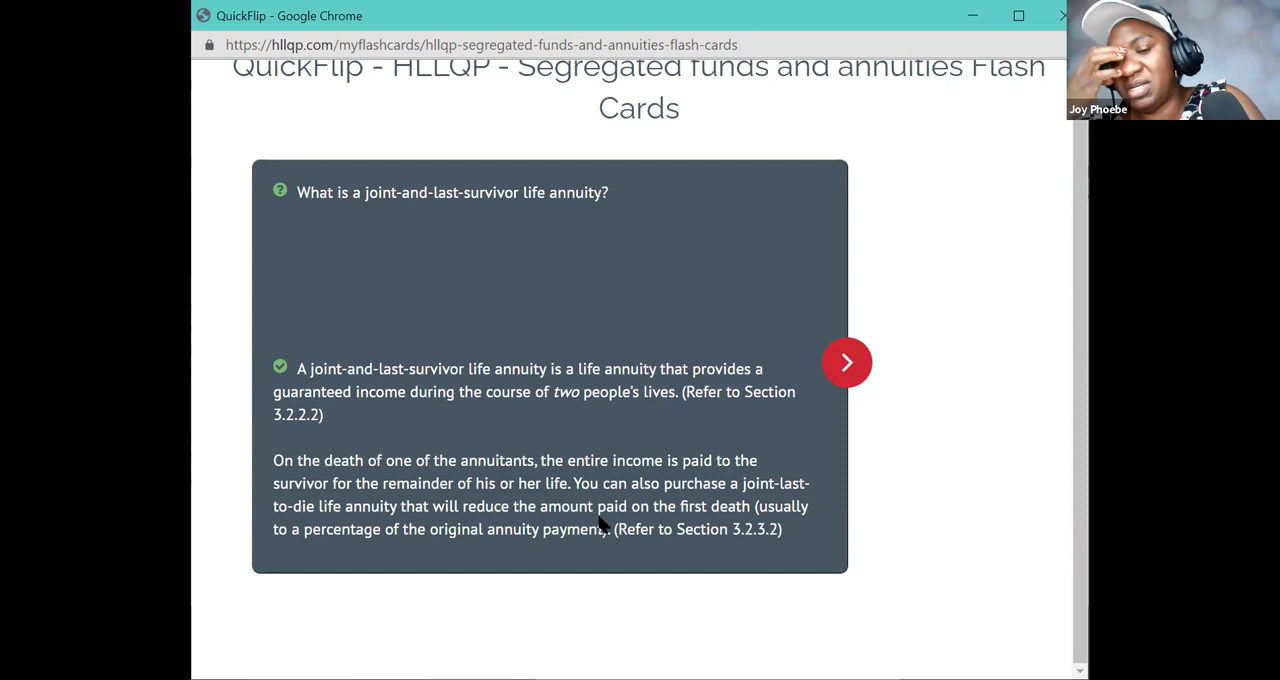 QuickFlip - Google Chrome
https://hllqp.com/myflashcards/hllqp-segregated-funds-and-annuities-flash-cards
Joy Phoebe
QuickFlip - HLLQP - Segregated funds and annuities Flash
Cards
What is a joint-and-last-survivor life annuity?
A joint-and-last-survivor life annuity is a life annuity that provides a
guaranteed income during the course of two people's lives. (Refer to Section
3.2.2.2)
On the death of one of the annuitants, the entire income is paid to the
survivor for the remainder of his or her life. You can also purchase a joint-last-
to-die life annuity that will reduce the amount paid on the first death (usually
to a percentage of the original annuity payment). (Refer to Section 3.2.3.2)